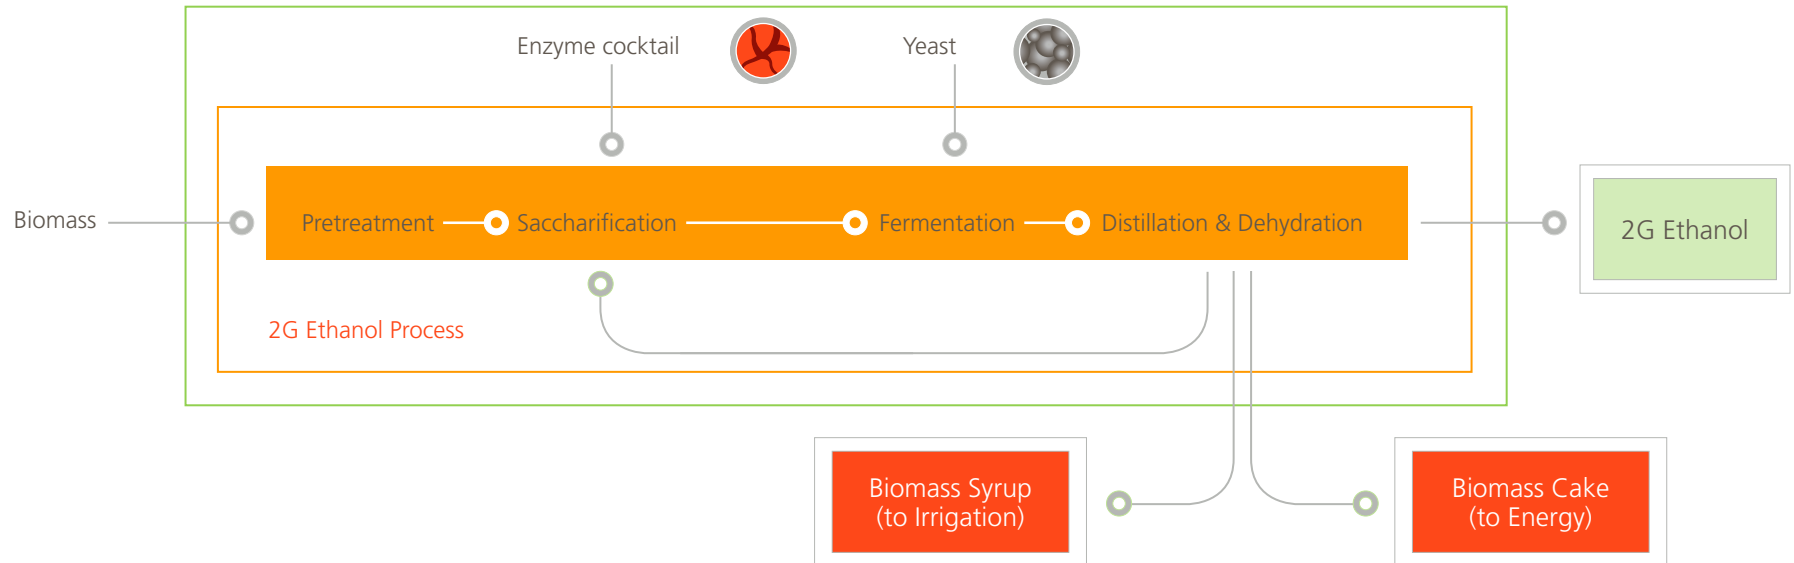 Enzyme cocktail
Yeast
Biomass
Pretreatment
Saccharification
Fermentation
Distillation & Dehydration
2G Ethanol
2G Ethanol Process
Biomass Syrup
(to Irrigation)
Biomass Cake
(to Energy)